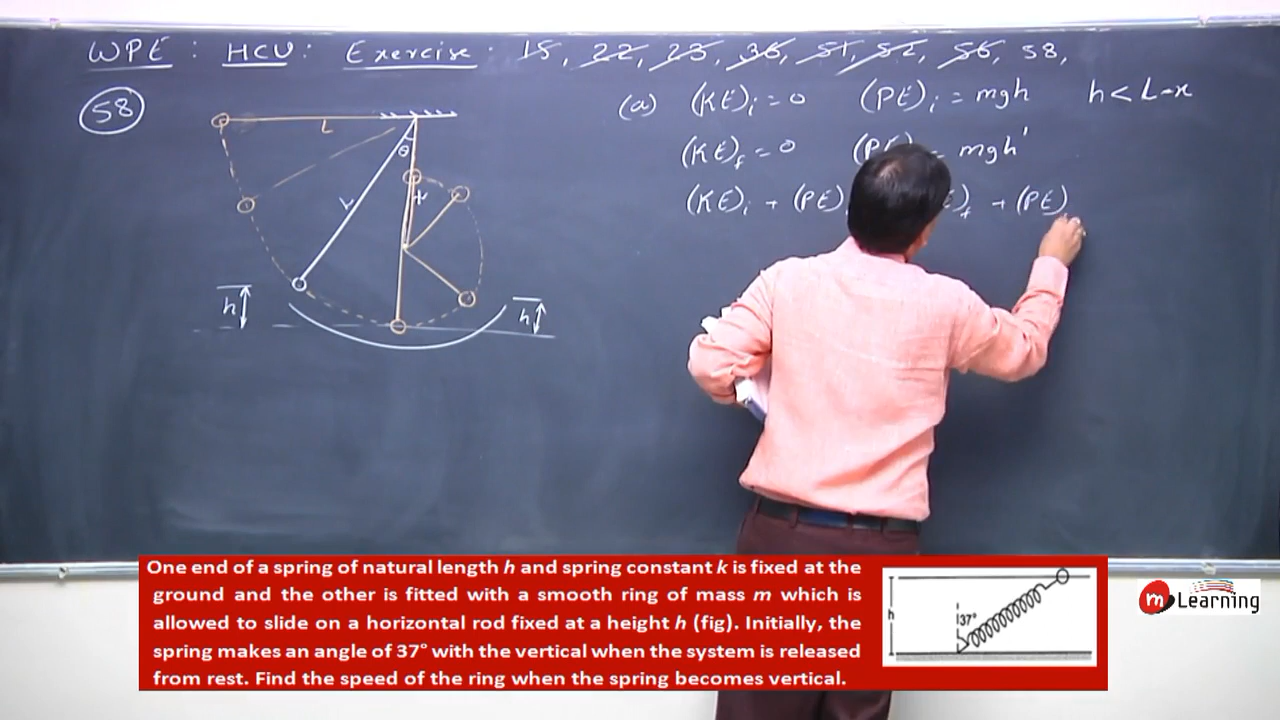 WPE : HCV : Exercise : 15, 22, 23, 36, 51, 52, 56, 58,
58
(a) (KE)i = 0 (PE)i = mgh h < L - x
(KE)f = 0 = mgh'
(KE)i + (PE) f + (PE)
L
θ
L
x
h
h
One end of a spring of natural length h and spring constant k is fixed at the
ground and the other is fitted with a smooth ring of mass m which is
allowed to slide on a horizontal rod fixed at a height h (fig). Initially, the
spring makes an angle of 37° with the vertical when the system is released
from rest. Find the speed of the ring when the spring becomes vertical.
h
37°
m Learning